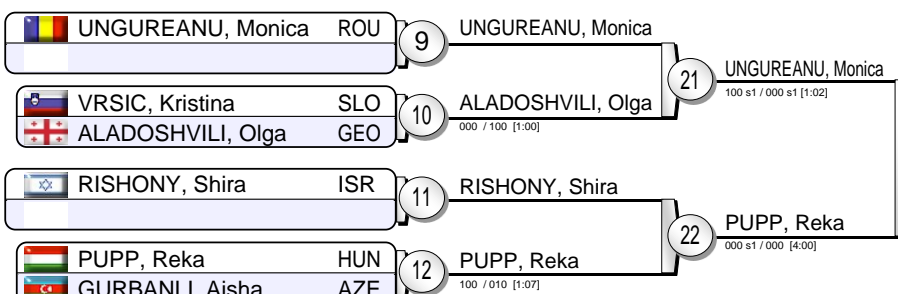 UNGUREANU, Monica ROU
9
UNGUREANU, Monica
21
UNGUREANU, Monica
100 s1 / 000 s1 [1:02]
VRSIC, Kristina SLO
ALADOSHVILI, Olga GEO
10
ALADOSHVILI, Olga
000 / 100 [1:00]
RISHONY, Shira ISR
11
RISHONY, Shira
22
PUPP, Reka
000 s1 / 000 [4:00]
PUPP, Reka HUN
GURBANLI, Aisha AZE
12
PUPP, Reka
100 / 010 [1:07]